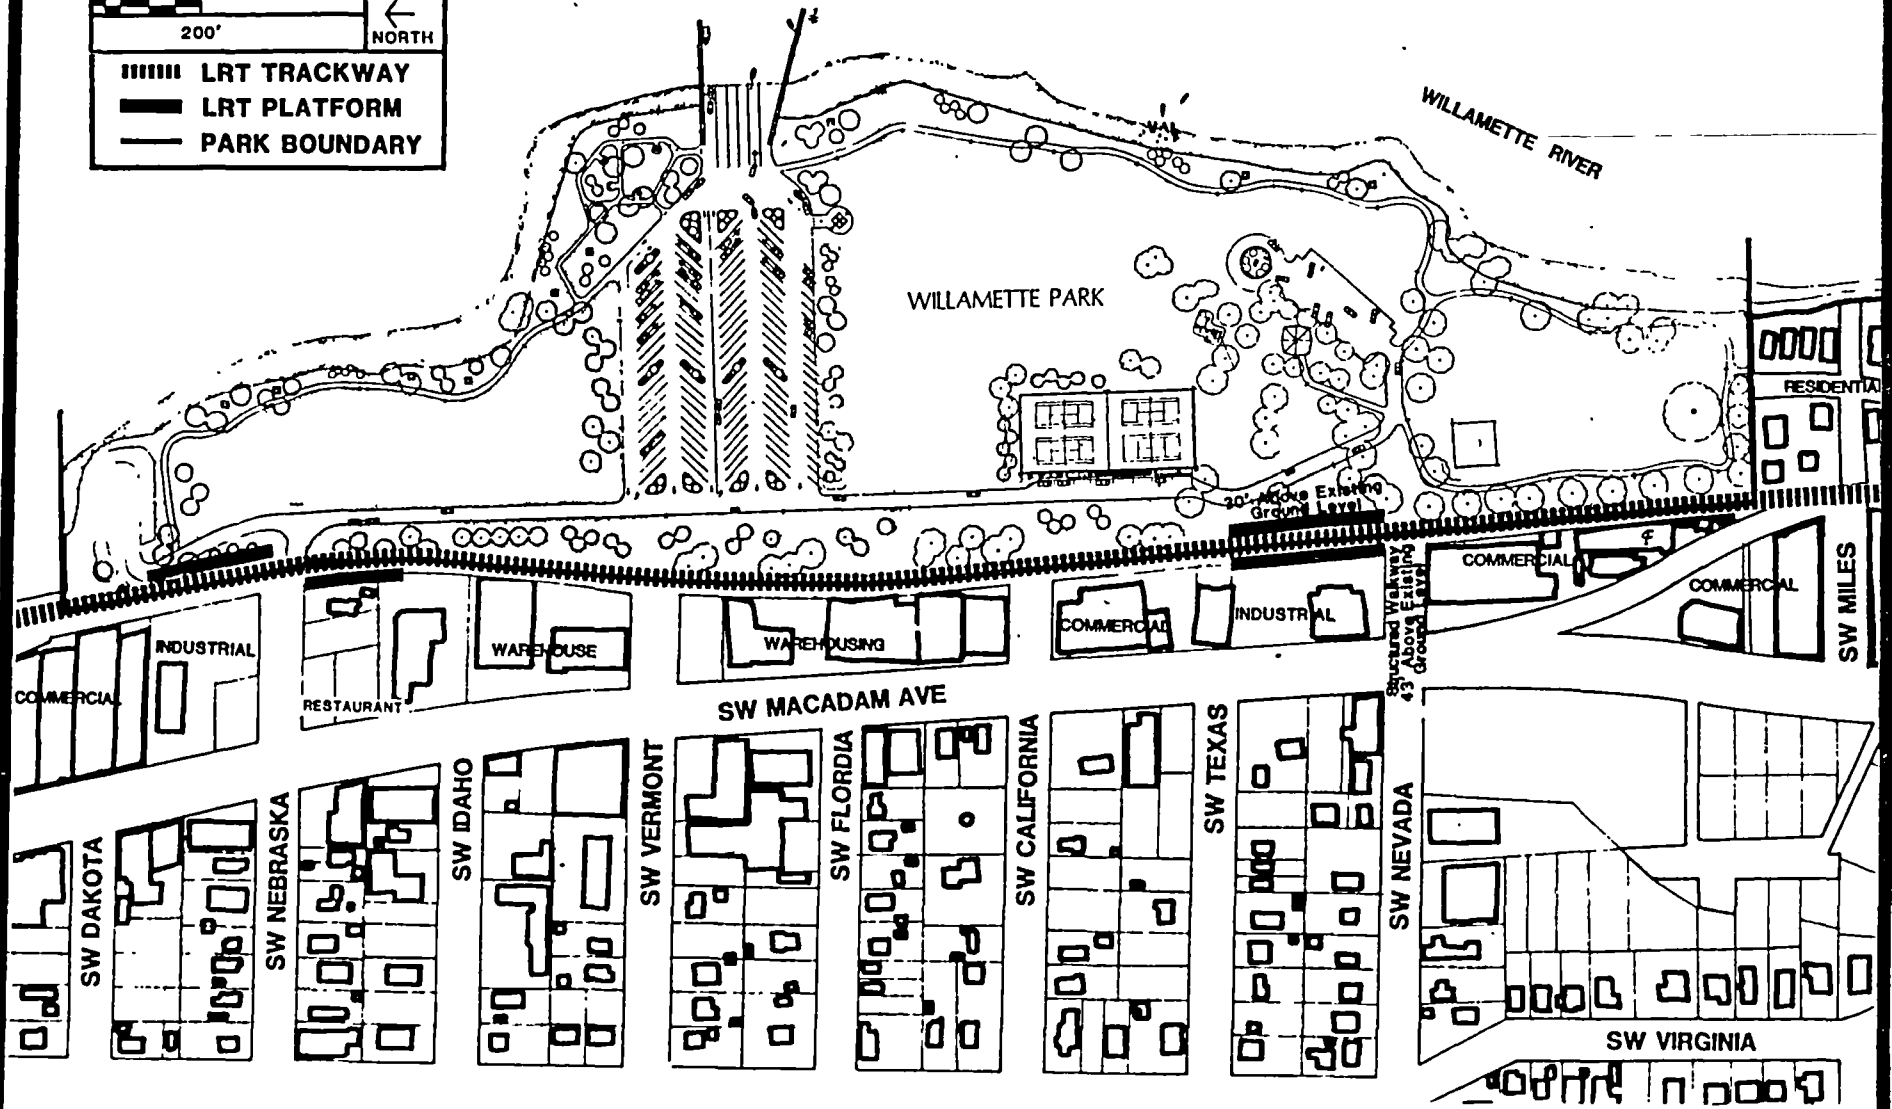 200'
NORTH
LRT TRACKWAY
LRT PLATFORM
PARK BOUNDARY
WILLAMETTE RIVER
WILLAMETTE PARK
RESIDENTIA
30' Above Existing
Ground Level
COMMERCIAL
COMMERCIAL
SW MILES
INDUSTRIAL
COMMERCIAL
Structured Walkway
43' Above Existing
Ground Level
INDUSTRIAL
COMMERCIAL
WAREHOUSE
WAREHOUSING
RESTAURANT
SW MACADAM AVE
SW DAKOTA
SW NEBRASKA
SW IDAHO
SW VERMONT
SW FLORDIA
SW CALIFORNIA
SW TEXAS
SW NEVADA
SW VIRGINIA